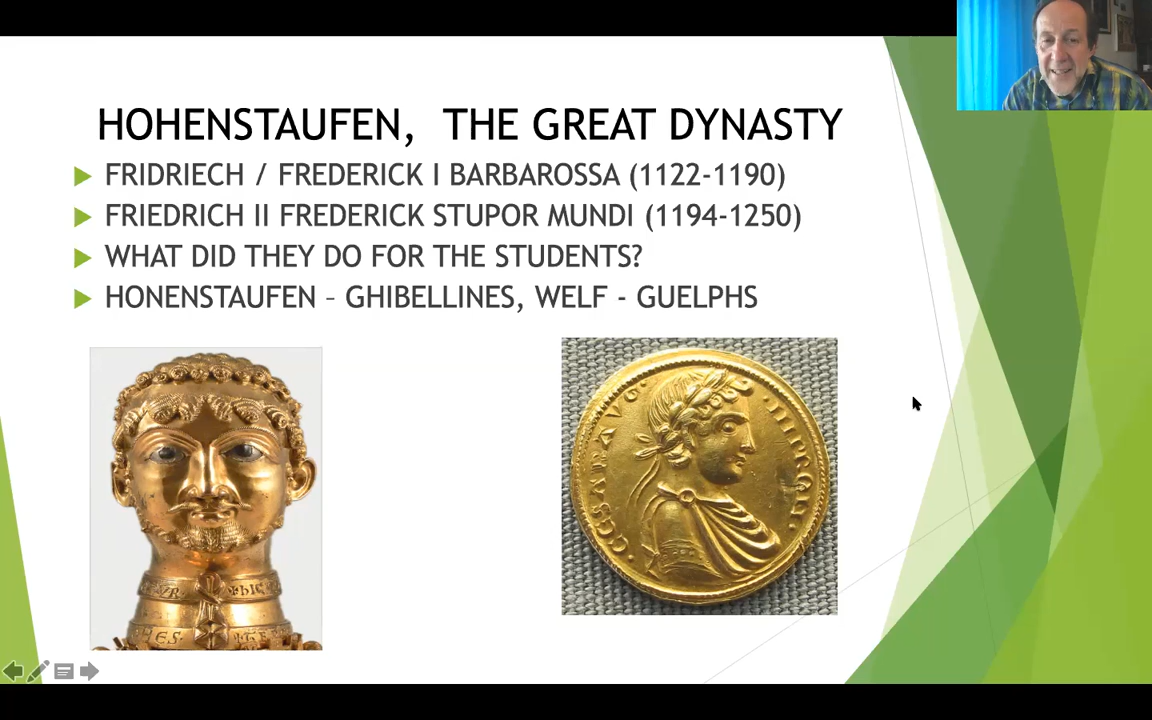 HOHENSTAUFEN, THE GREAT DYNASTY
FRIDRIECH / FREDERICK I BARBAROSSA (1122-1190)
FRIEDRICH II FREDERICK STUPOR MUNDI (1194-1250)
WHAT DID THEY DO FOR THE STUDENTS?
HONENSTAUFEN – GHIBELLINES, WELF - GUELPHS